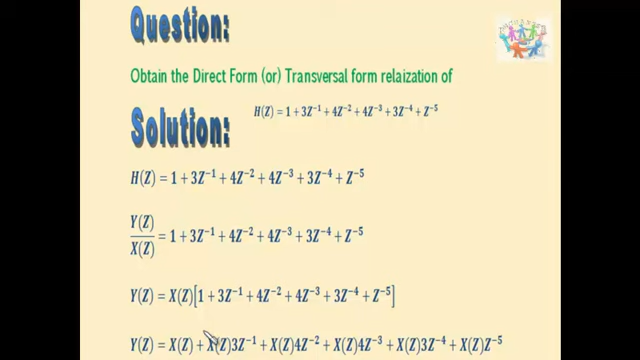 Question:
Obtain the Direct Form (or) Transversal form relaization of
H(Z) = 1 + 3Z⁻¹ + 4Z⁻² + 4Z⁻³ + 3Z⁻⁴ + Z⁻⁵
Solution:
H(Z) = 1 + 3Z⁻¹ + 4Z⁻² + 4Z⁻³ + 3Z⁻⁴ + Z⁻⁵
Y(Z)/X(Z) = 1 + 3Z⁻¹ + 4Z⁻² + 4Z⁻³ + 3Z⁻⁴ + Z⁻⁵
Y(Z) = X(Z)[1 + 3Z⁻¹ + 4Z⁻² + 4Z⁻³ + 3Z⁻⁴ + Z⁻⁵]
Y(Z) = X(Z) + X(Z)3Z⁻¹ + X(Z)4Z⁻² + X(Z)4Z⁻³ + X(Z)3Z⁻⁴ + X(Z)Z⁻⁵